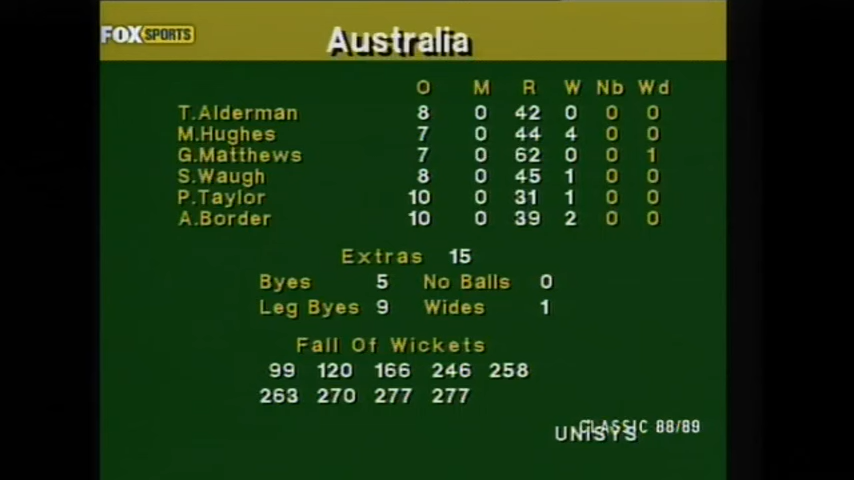 FOX SPORTS
Australia
O M R W Nb Wd
T.Alderman 8 0 42 0 0 0
M.Hughes 7 0 44 4 0 0
G.Matthews 7 0 62 0 0 1
S.Waugh 8 0 45 1 0 0
P.Taylor 10 0 31 1 0 0
A.Border 10 0 39 2 0 0
Extras 15
Byes 5 No Balls 0
Leg Byes 9 Wides 1
Fall Of Wickets
99 120 166 246 258
263 270 277 277
CLASSIC 88/89
UNISYS